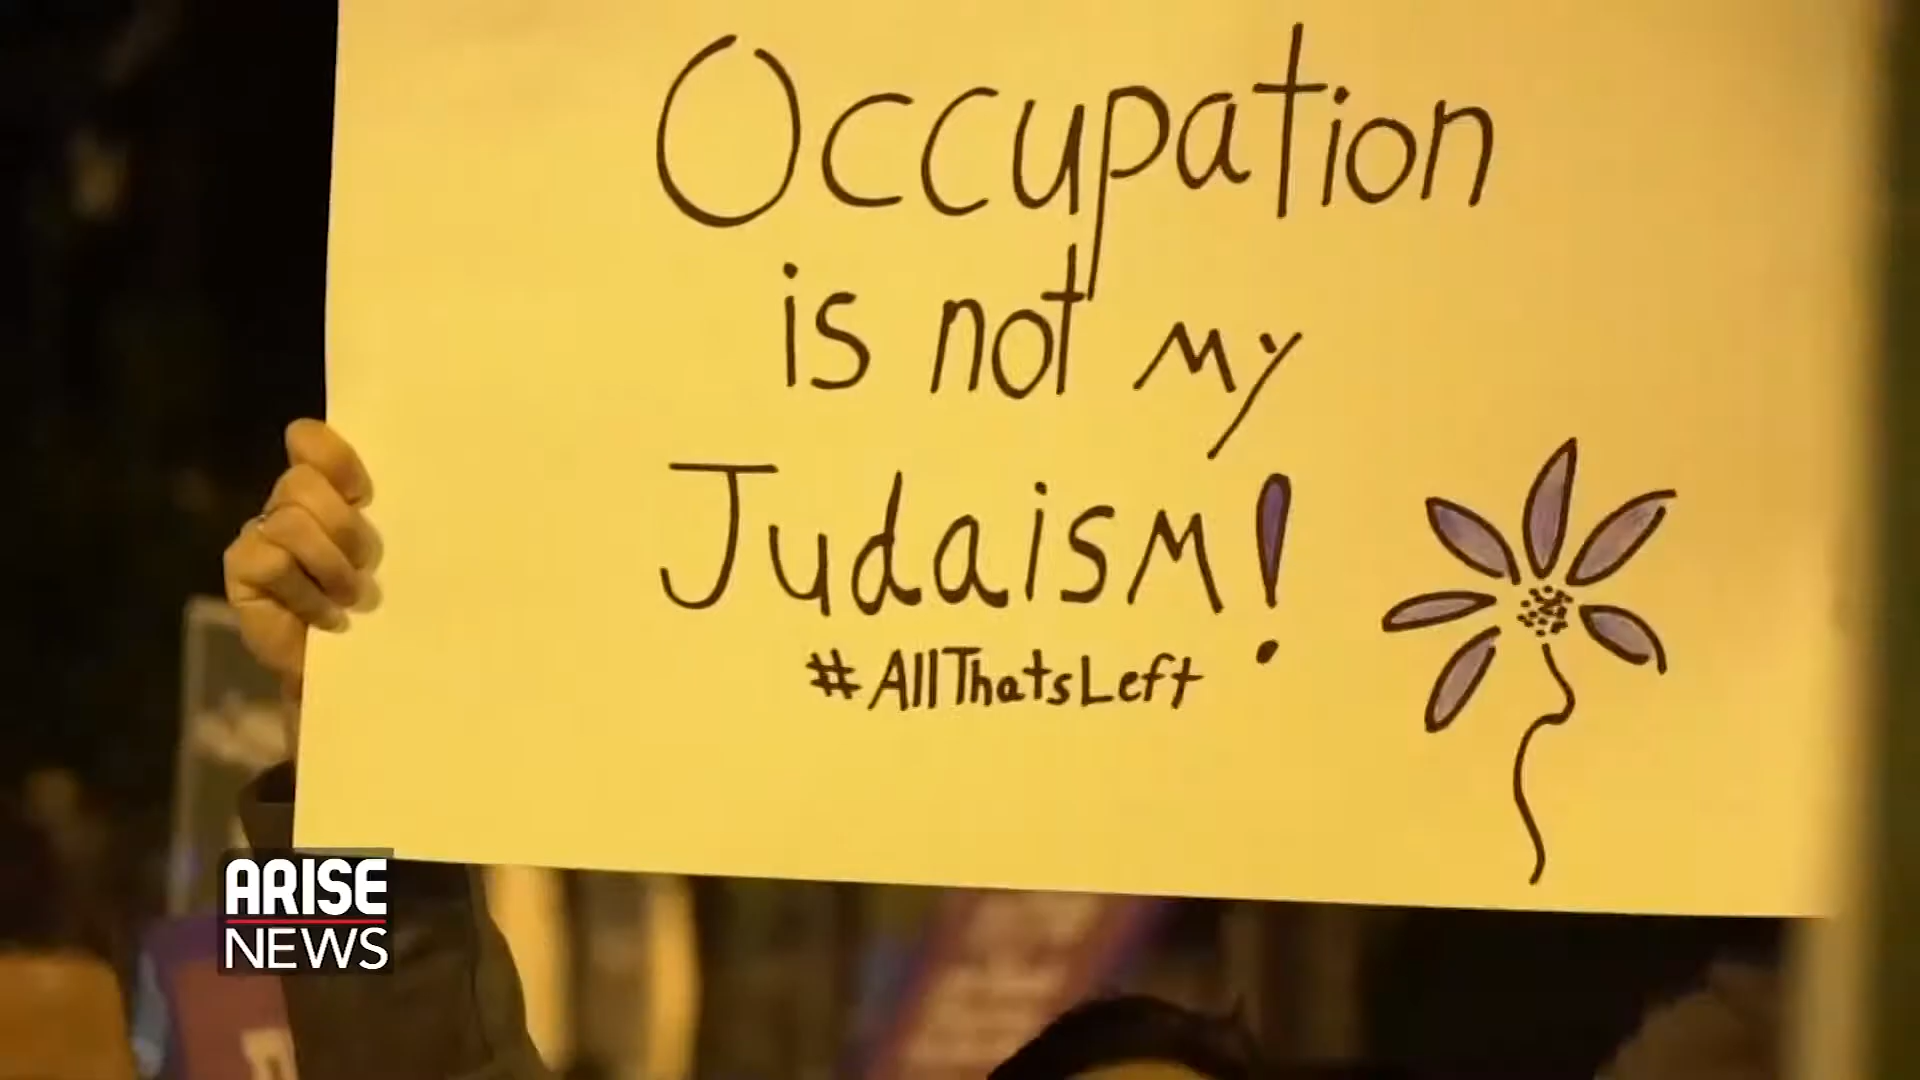 Occupation
is not my
Judaism!
#AllThatsLeft
ARISE
NEWS